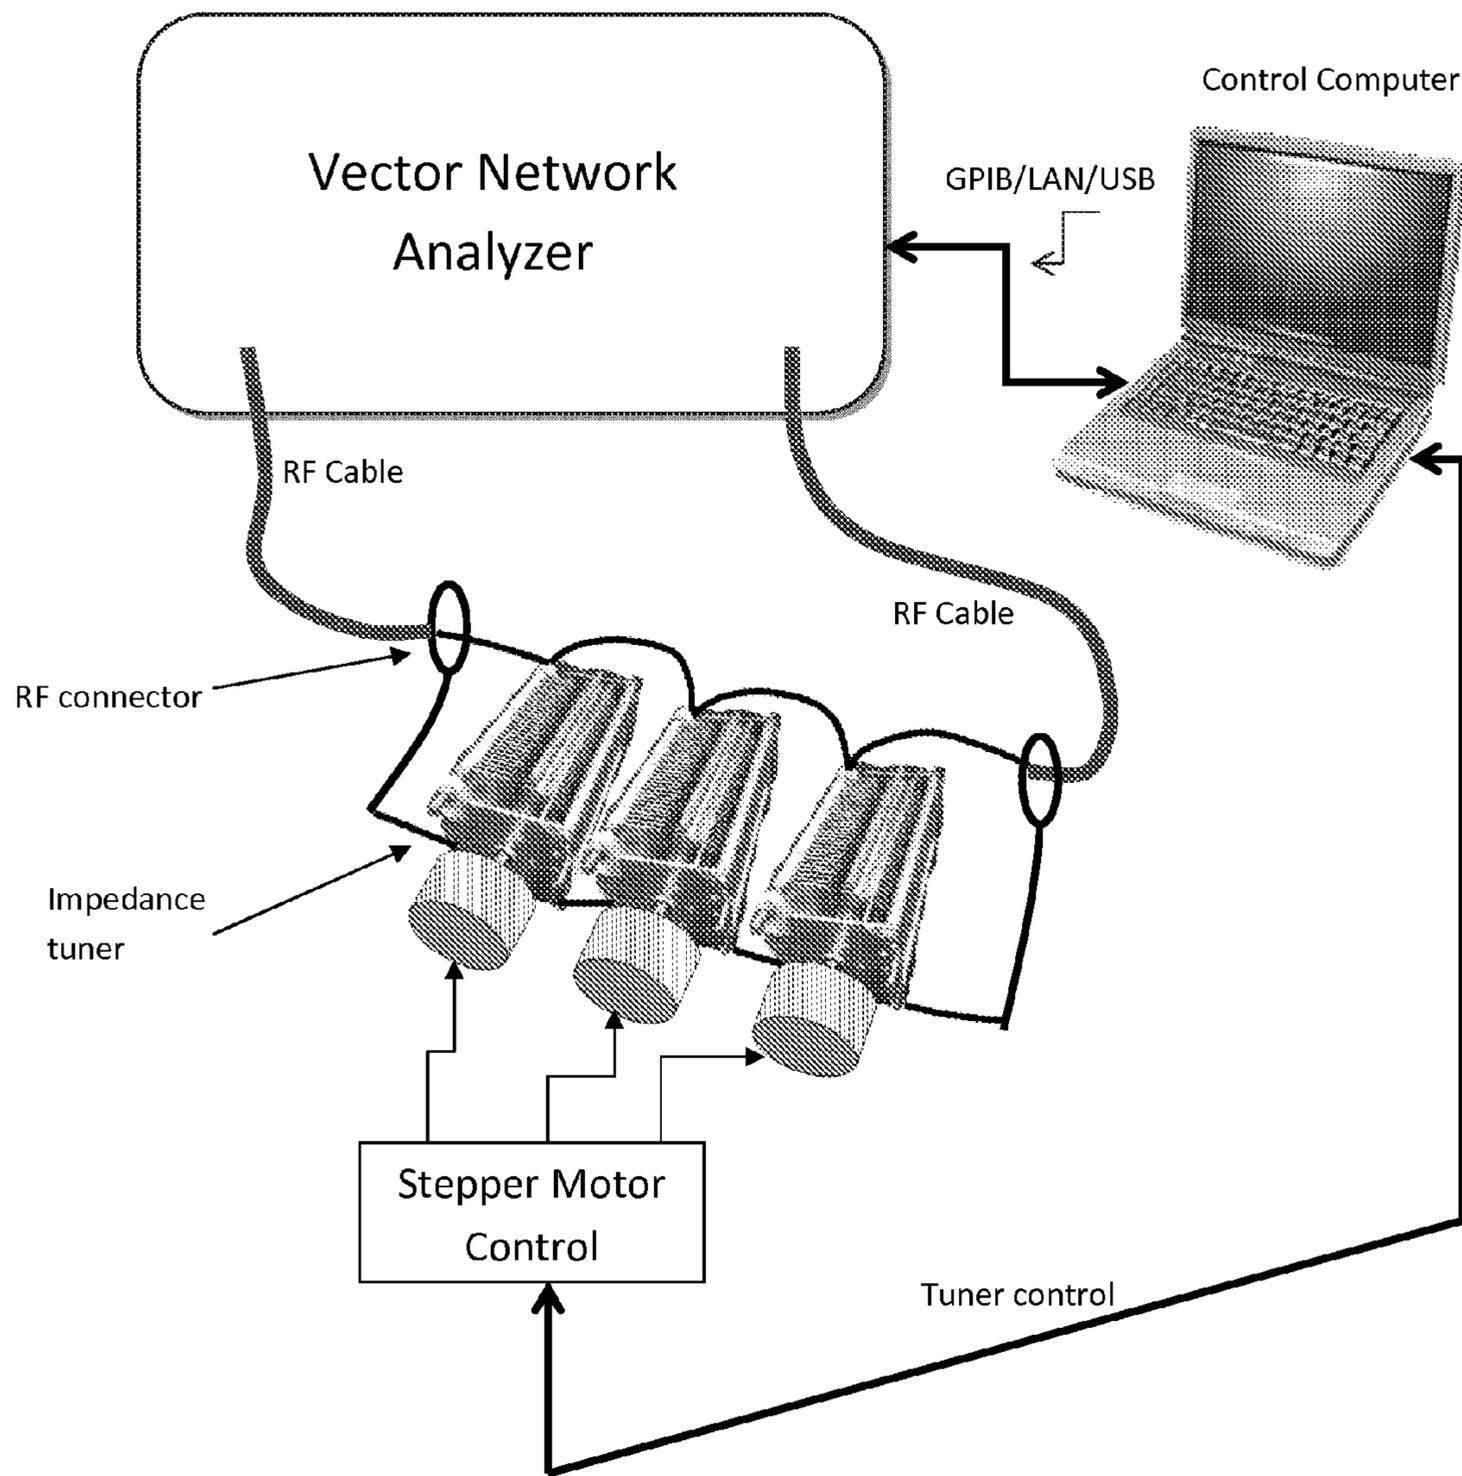 Control Computer
Vector Network
Analyzer
GPIB/LAN/USB
RF Cable
RF Cable
RF connector
Impedance
tuner
Stepper Motor
Control
Tuner control